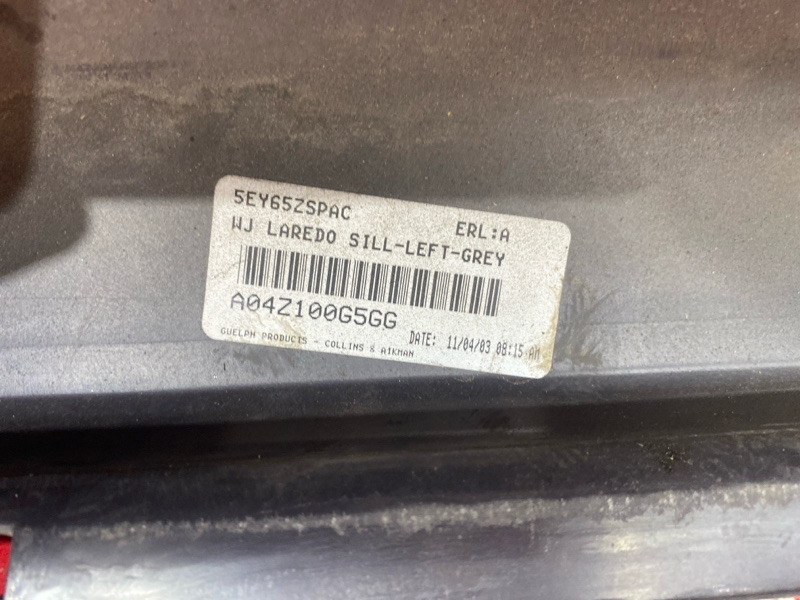 5EY65ZSPAC ERL:A
WJ LAREDO SILL-LEFT-GREY
A04Z100G5GG
GUELPH PRODUCTS - COLLINS & AIKMAN DATE: 11/04/03 08:15 AM